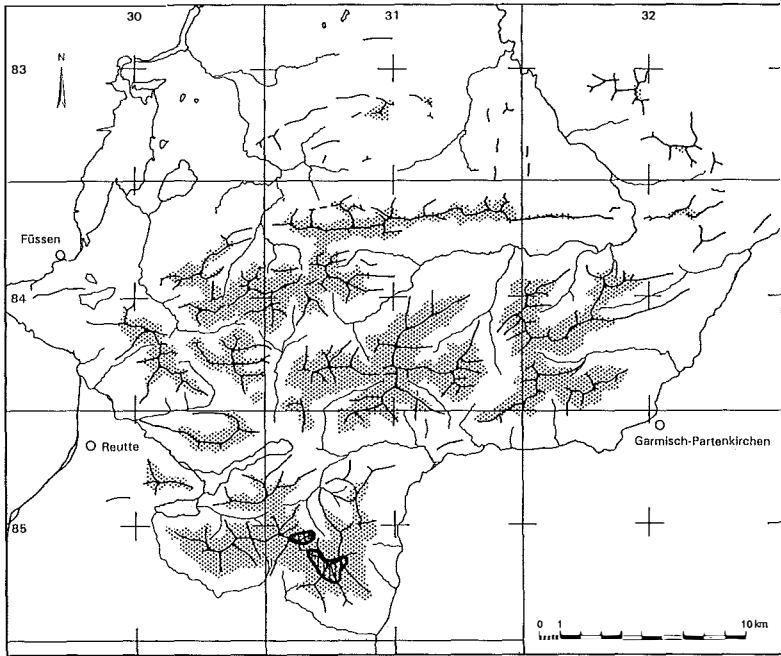 30 31 32
83
N
Füssen
84
Reutte
Garmisch-Partenkirchen
85
0 1 10 km